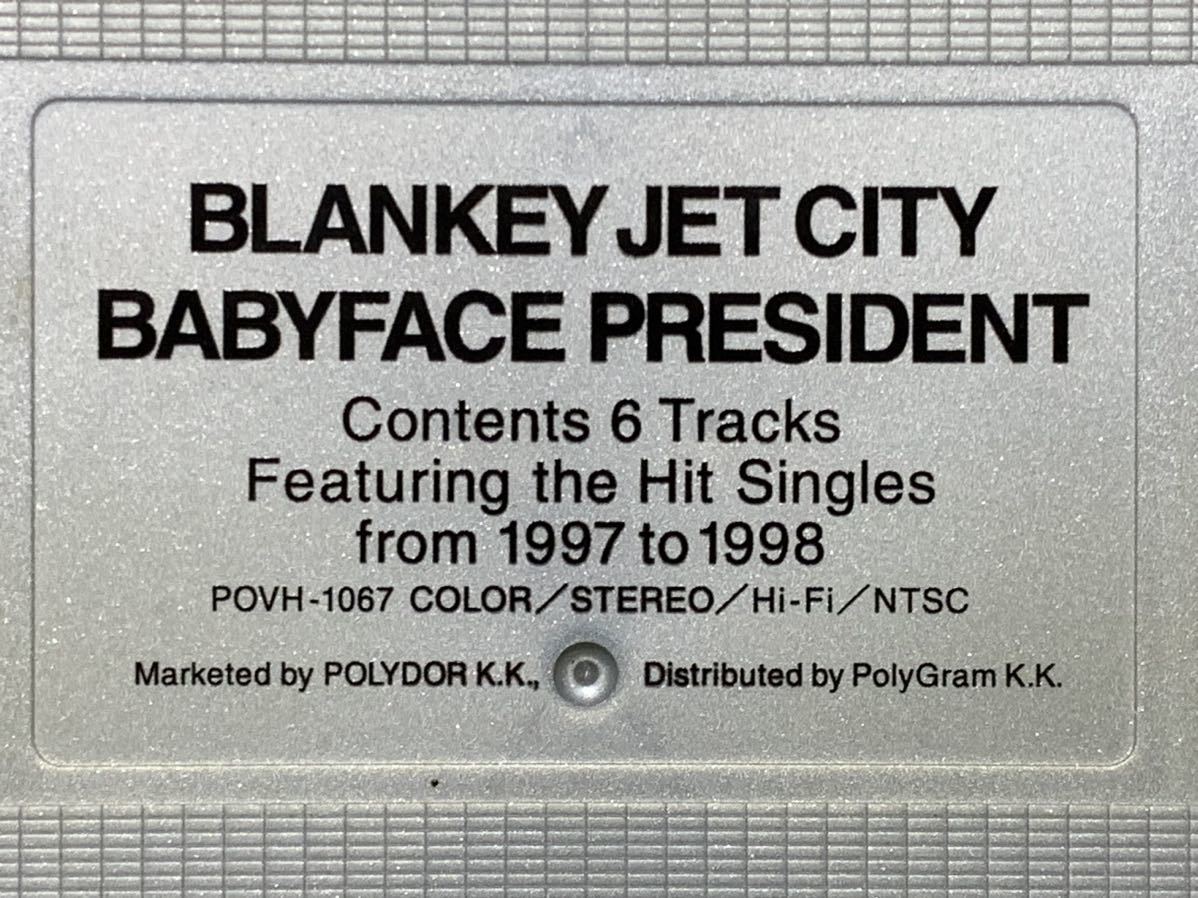 BLANKEY JET CITY
BABYFACE PRESIDENT
Contents 6 Tracks
Featuring the Hit Singles
from 1997 to 1998
POVH-1067 COLOR／STEREO／Hi-Fi／NTSC
Marketed by POLYDOR K.K., Distributed by PolyGram K.K.